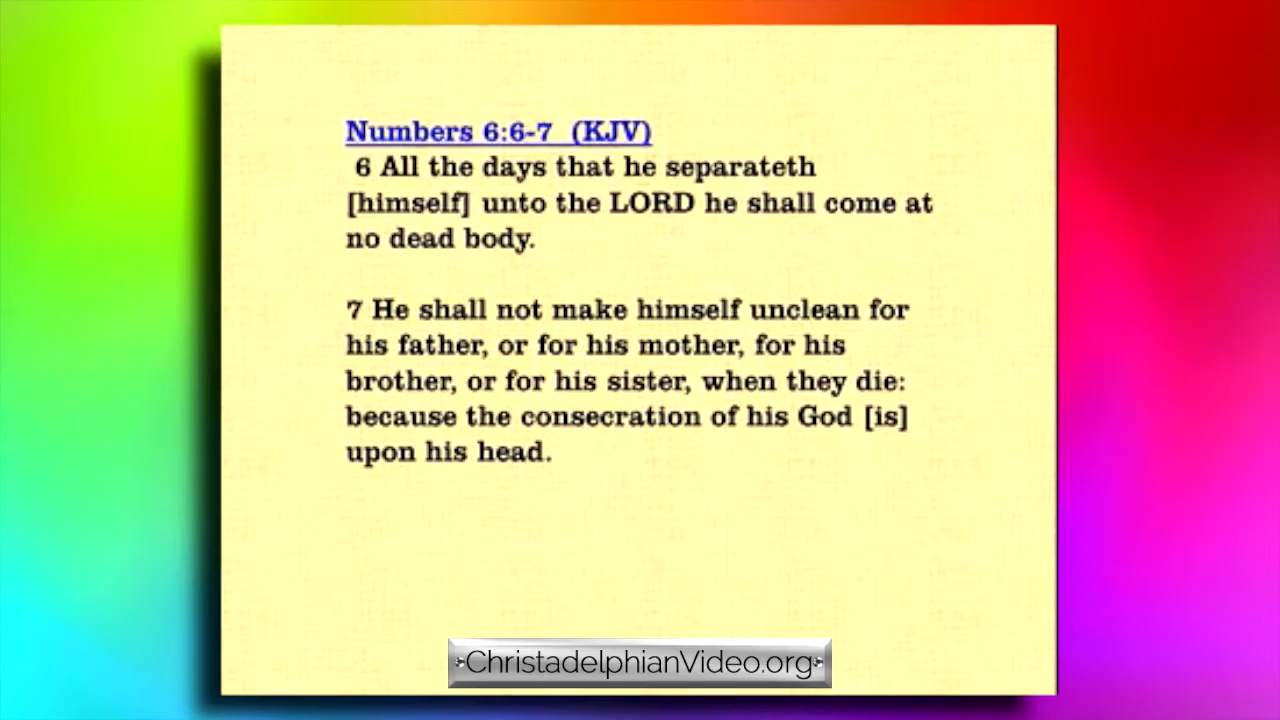 Numbers 6:6-7 (KJV)
6 All the days that he separateth
[himself] unto the LORD he shall come at
no dead body.
7 He shall not make himself unclean for
his father, or for his mother, for his
brother, or for his sister, when they die:
because the consecration of his God [is]
upon his head.
ChristadelphianVideo.org